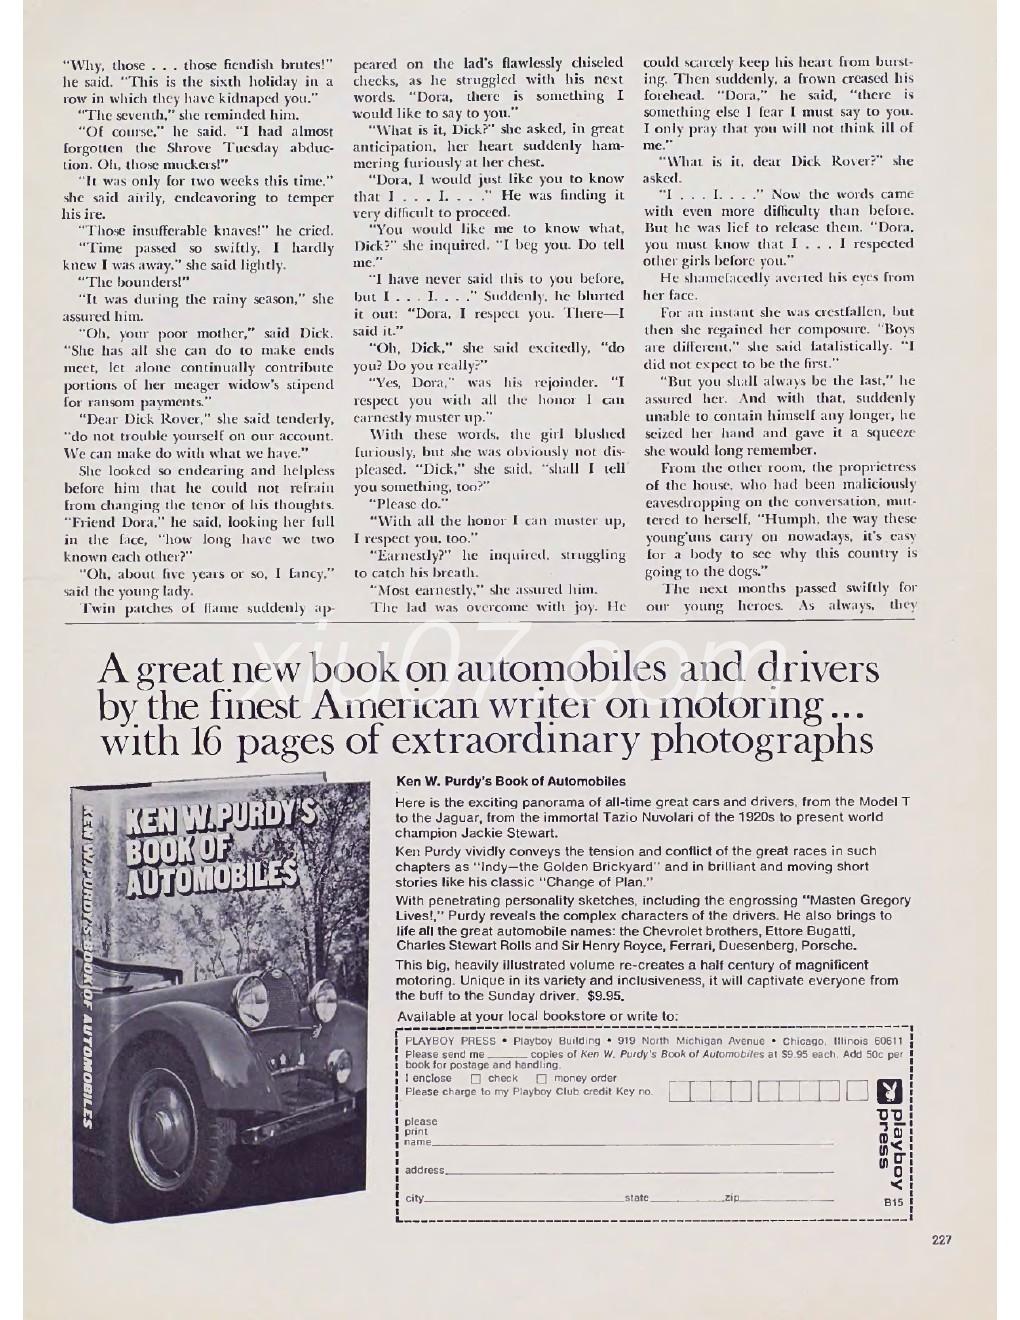 "Why, those . . . those fiendish brutes!"
he said. "This is the sixth holiday in a
row in which they have kidnaped you."
"The seventh," she reminded him.
"Of course," he said. "I had almost
forgotten the Shrove Tuesday abduc-
tion. Oh, those muckers!"
"It was only for two weeks this time,"
she said airily, endeavoring to temper
his ire.
"Those insufferable knaves!" he cried.
"Time passed so swiftly, I hardly
knew I was away," she said lightly.
"The bounders!"
"It was during the rainy season," she
assured him.
"Oh, your poor mother," said Dick.
"She has all she can do to make ends
meet, let alone continually contribute
portions of her meager widow's stipend
for ransom payments."
"Dear Dick Rover," she said tenderly,
"do not trouble yourself on our account.
We can make do with what we have."
She looked so endearing and helpless
before him that he could not refrain
from changing the tenor of his thoughts.
"Friend Dora," he said, looking her full
in the face, "how long have we two
known each other?"
"Oh, about five years or so, I fancy,"
said the young lady.
Twin patches of flame suddenly ap-
peared on the lad's flawlessly chiseled
cheeks, as he struggled with his next
words. "Dora, there is something I
would like to say to you."
"What is it, Dick?" she asked, in great
anticipation, her heart suddenly ham-
mering furiously at her chest.
"Dora, I would just like you to know
that I . . . I. . . ." He was finding it
very difficult to proceed.
"You would like me to know what,
Dick?" she inquired. "I beg you. Do tell
me."
"I have never said this to you before,
but I . . . I. . . ." Suddenly, he blurted
it out: "Dora, I respect you. There—I
said it."
"Oh, Dick," she said excitedly, "do
you? Do you really?"
"Yes, Dora," was his rejoinder. "I
respect you with all the honor I can
earnestly muster up."
With these words, the girl blushed
furiously, but she was obviously not dis-
pleased. "Dick," she said, "shall I tell
you something, too?"
"Please do."
"With all the honor I can muster up,
I respect you, too."
"Earnestly?" he inquired, struggling
to catch his breath.
"Most earnestly," she assured him.
The lad was overcome with joy. He
could scarcely keep his heart from burst-
ing. Then suddenly, a frown creased his
forehead. "Dora," he said, "there is
something else I fear I must say to you.
I only pray that you will not think ill of
me."
"What is it, dear Dick Rover?" she
asked.
"I . . . I. . . ." Now the words came
with even more difficulty than before.
But he was lief to release them. "Dora,
you must know that I . . . I respected
other girls before you."
He shamefacedly averted his eyes from
her face.
For an instant she was crestfallen, but
then she regained her composure. "Boys
are different," she said fatalistically. "I
did not expect to be the first."
"But you shall always be the last," he
assured her. And with that, suddenly
unable to contain himself any longer, he
seized her hand and gave it a squeeze
she would long remember.
From the other room, the proprietress
of the house, who had been maliciously
eavesdropping on the conversation, mut-
tered to herself, "Humph, the way these
young'uns carry on nowadays, it's easy
for a body to see why this country is
going to the dogs."
The next months passed swiftly for
our young heroes. As always, they
xiu07.com
A great new book on automobiles and drivers
by the finest American writer on motoring...
with 16 pages of extraordinary photographs
KEN W. PURDY'S BOOK OF AUTOMOBILES
KEN W. PURDY'S
BOOK OF
AUTOMOBILES
Ken W. Purdy's Book of Automobiles
Here is the exciting panorama of all-time great cars and drivers, from the Model T
to the Jaguar, from the immortal Tazio Nuvolari of the 1920s to present world
champion Jackie Stewart.
Ken Purdy vividly conveys the tension and conflict of the great races in such
chapters as "Indy—the Golden Brickyard" and in brilliant and moving short
stories like his classic "Change of Plan."
With penetrating personality sketches, including the engrossing "Masten Gregory
Lives!," Purdy reveals the complex characters of the drivers. He also brings to
life all the great automobile names: the Chevrolet brothers, Ettore Bugatti,
Charles Stewart Rolls and Sir Henry Royce, Ferrari, Duesenberg, Porsche.
This big, heavily illustrated volume re-creates a half century of magnificent
motoring. Unique in its variety and inclusiveness, it will captivate everyone from
the buff to the Sunday driver. $9.95.
Available at your local bookstore or write to:
PLAYBOY PRESS • Playboy Building • 919 North Michigan Avenue • Chicago, Illinois 60611
Please send me ______ copies of Ken W. Purdy's Book of Automobiles at $9.95 each. Add 50c per
book for postage and handling.
I enclose □ check □ money order
Please charge to my Playboy Club credit Key no.
please
print
name
address
city state zip
playboy
press
B15
227